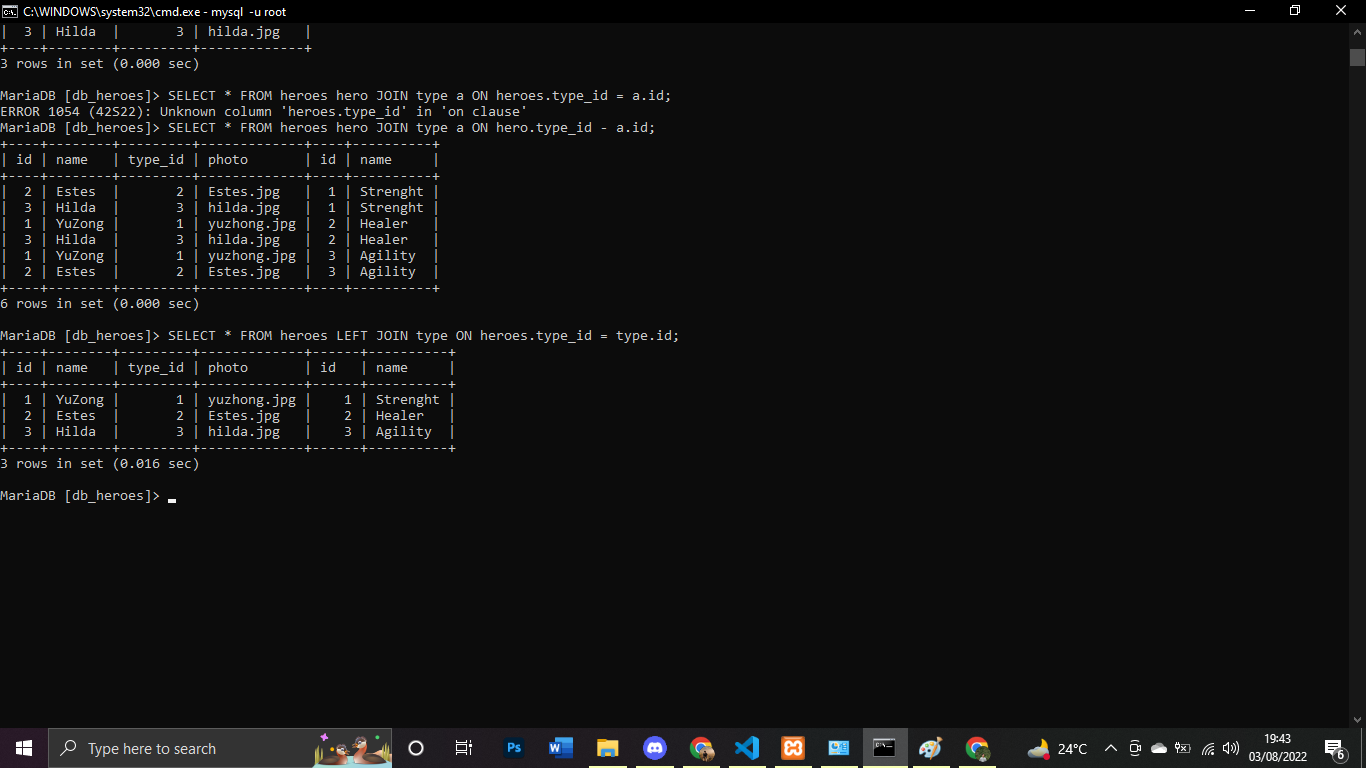 C:\WINDOWS\system32\cmd.exe - mysql  -u root
|  3 | Hilda  |       3 | hilda.jpg   |
+----+--------+---------+-------------+
3 rows in set (0.000 sec)
MariaDB [db_heroes]> SELECT * FROM heroes hero JOIN type a ON heroes.type_id = a.id;
ERROR 1054 (42S22): Unknown column 'heroes.type_id' in 'on clause'
MariaDB [db_heroes]> SELECT * FROM heroes hero JOIN type a ON hero.type_id - a.id;
+----+--------+---------+-------------+----+----------+
| id | name   | type_id | photo       | id | name     |
+----+--------+---------+-------------+----+----------+
|  2 | Estes  |       2 | Estes.jpg   |  1 | Strenght |
|  3 | Hilda  |       3 | hilda.jpg   |  1 | Strenght |
|  1 | YuZong |       1 | yuzhong.jpg |  2 | Healer   |
|  3 | Hilda  |       3 | hilda.jpg   |  2 | Healer   |
|  1 | YuZong |       1 | yuzhong.jpg |  3 | Agility  |
|  2 | Estes  |       2 | Estes.jpg   |  3 | Agility  |
+----+--------+---------+-------------+----+----------+
6 rows in set (0.000 sec)
MariaDB [db_heroes]> SELECT * FROM heroes LEFT JOIN type ON heroes.type_id = type.id;
+----+--------+---------+-------------+------+----------+
| id | name   | type_id | photo       | id   | name     |
+----+--------+---------+-------------+------+----------+
|  1 | YuZong |       1 | yuzhong.jpg |    1 | Strenght |
|  2 | Estes  |       2 | Estes.jpg   |    2 | Healer   |
|  3 | Hilda  |       3 | hilda.jpg   |    3 | Agility  |
+----+--------+---------+-------------+------+----------+
3 rows in set (0.016 sec)
MariaDB [db_heroes]>
Type here to search
Ps
W
24°C
19:43
03/08/2022
6